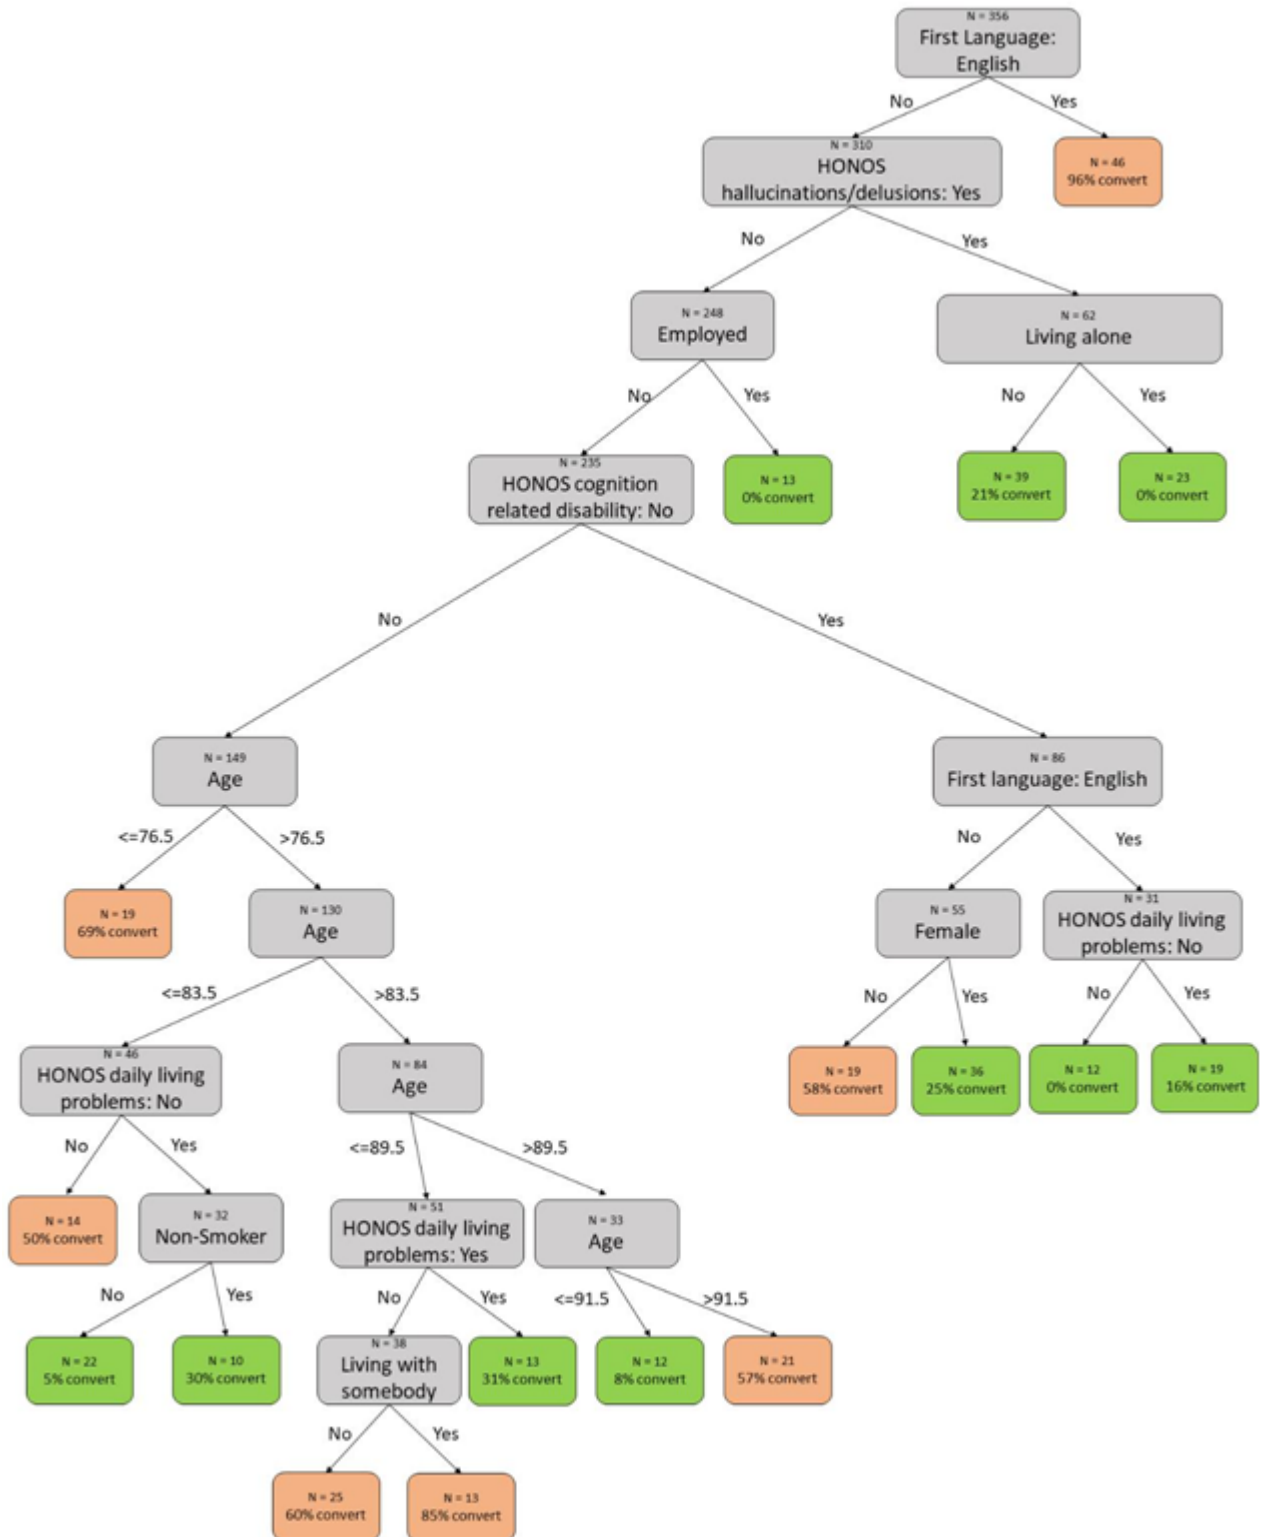 N = 356
First Language:
English
No
Yes
N = 310
HONOS
hallucinations/delusions: Yes
N = 46
96% convert
No
Yes
N = 248
Employed
N = 62
Living alone
No
Yes
No
Yes
N = 235
HONOS cognition
related disability: No
N = 13
0% convert
N = 39
21% convert
N = 23
0% convert
No
Yes
N = 149
Age
N = 86
First language: English
<=76.5
>76.5
No
Yes
N = 19
69% convert
N = 130
Age
N = 55
Female
N = 31
HONOS daily living
problems: No
<=83.5
>83.5
No
Yes
No
Yes
N = 46
HONOS daily living
problems: No
N = 84
Age
N = 19
58% convert
N = 36
25% convert
N = 12
0% convert
N = 19
16% convert
No
Yes
<=89.5
>89.5
N = 14
50% convert
N = 32
Non-Smoker
N = 51
HONOS daily living
problems: Yes
N = 33
Age
No
Yes
No
Yes
<=91.5
>91.5
N = 22
5% convert
N = 10
30% convert
N = 38
Living with
somebody
N = 13
31% convert
N = 12
8% convert
N = 21
57% convert
No
Yes
N = 25
60% convert
N = 13
85% convert